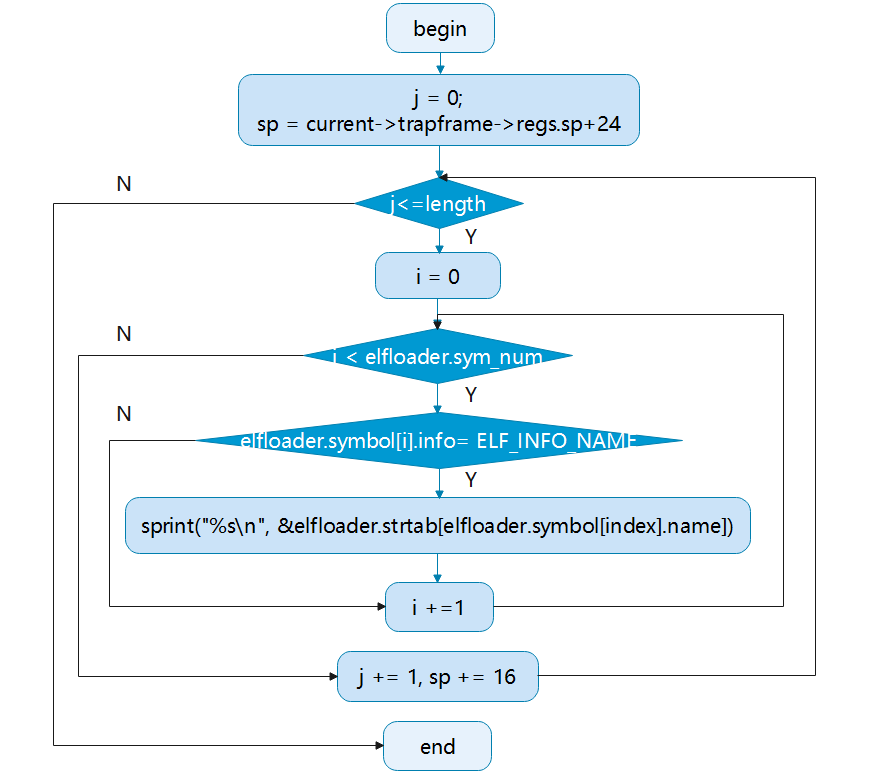 begin
j = 0;
sp = current->trapframe->regs.sp+24
N
j<=length
Y
i = 0
N
i < elfloader.sym_num
Y
N
elfloader.symbol[i].info= ELF_INFO_NAME
Y
sprint("%s\n", &elfloader.strtab[elfloader.symbol[index].name])
i +=1
j += 1, sp += 16
end